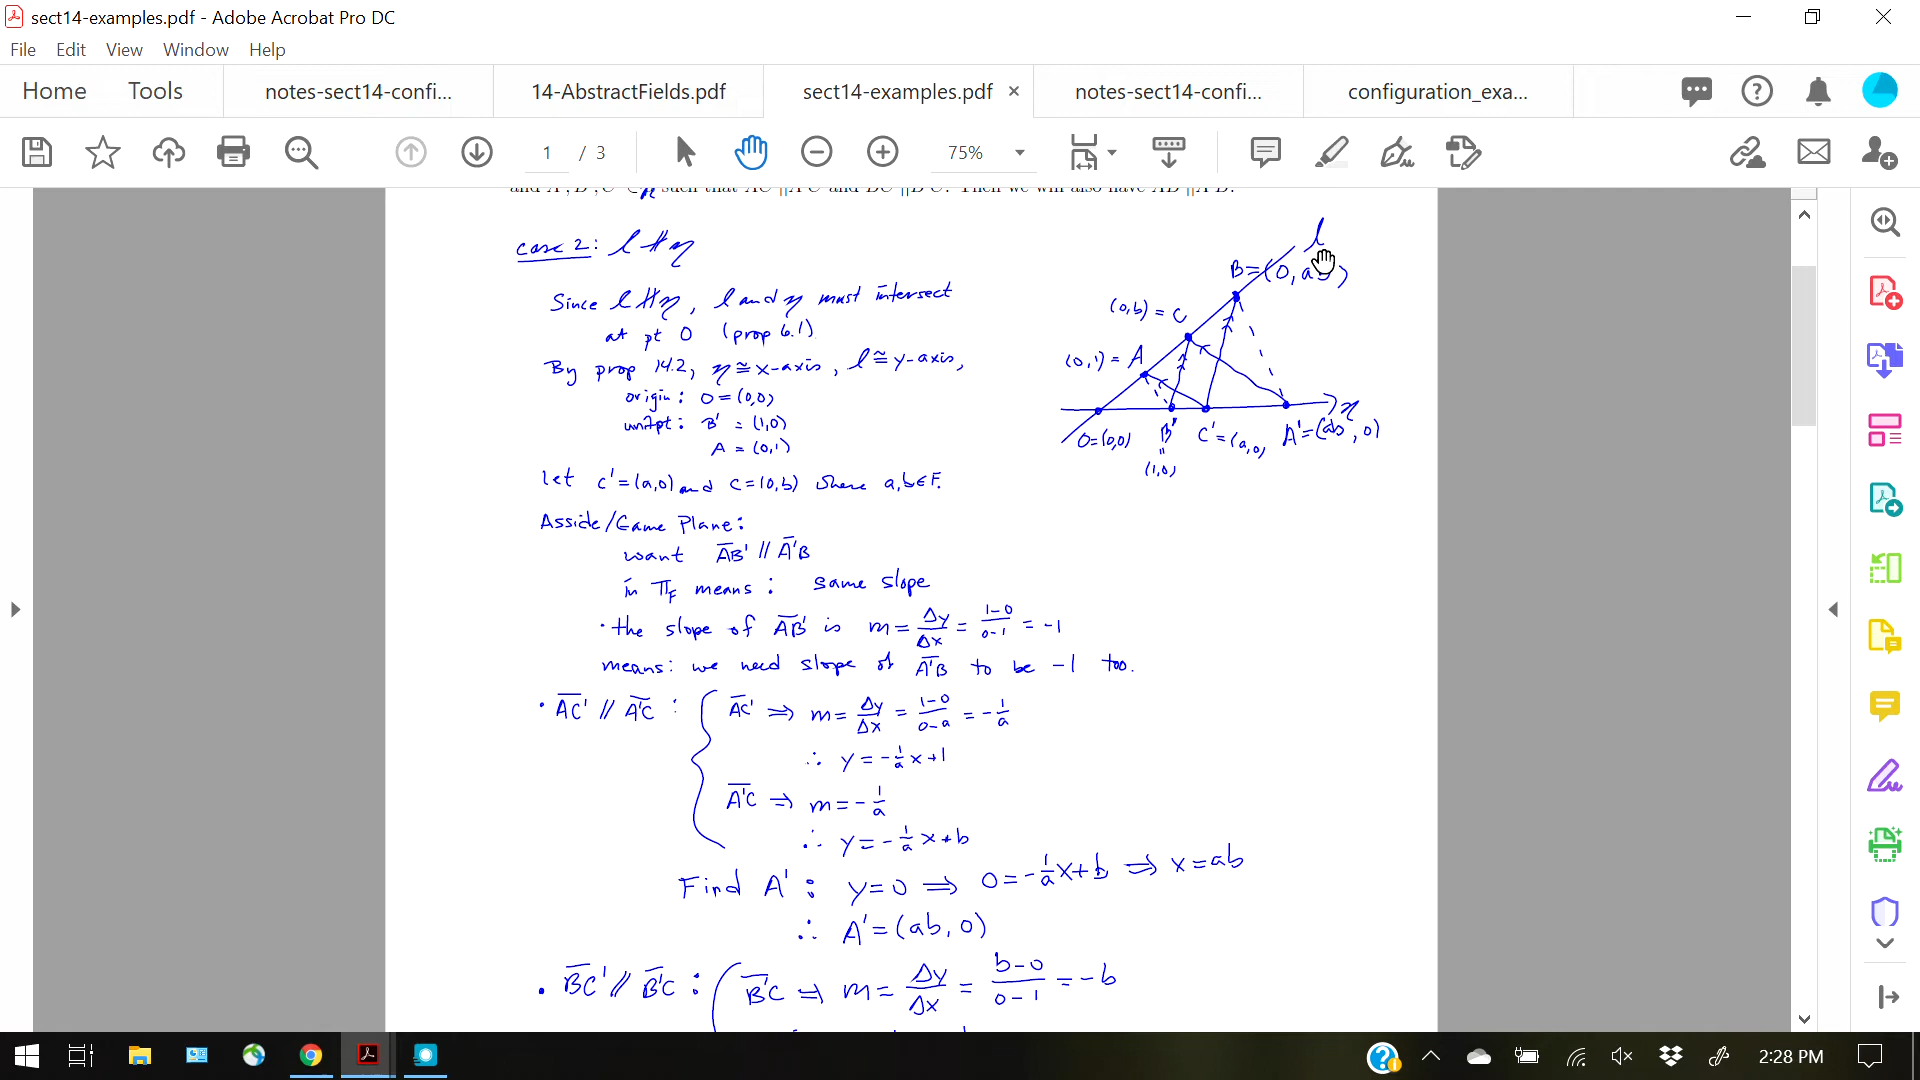 sect14-examples.pdf - Adobe Acrobat Pro DC
File Edit View Window Help
Home Tools notes-sect14-confi... 14-AbstractFields.pdf sect14-examples.pdf × notes-sect14-confi... configuration_exa...
1 / 3 75%
case 2: l ∦ m
Since l ∦ m, l and m must intersect
at pt O (prop 6.1)
By prop 14.2, m ≅ x-axis, l ≅ y-axis,
origin: O = (0,0)
unit pt: B' = (1,0)
A = (0,1)
let C' = (a,0) and C = (0,b) where a,b ∈ F.
Asside/Game Plane:
want AB' // A'B
in Π_F means: same slope
• the slope of AB' is m = Δy/Δx = 1-0/0-1 = -1
means: we need slope of A'B to be -1 too.
• AC' // A'C : { AC' ⇒ m = Δy/Δx = 1-0/0-a = -1/a
∴ y = -1/a x+1
A'C ⇒ m = -1/a
∴ y = -1/a x+b
Find A' : y=0 ⇒ 0 = -1/a x+b ⇒ x=ab
∴ A' = (ab, 0)
• BC' // B'C : B'C ⇒ m = Δy/Δx = b-0/0-1 = -b
l
B=(0, a
(0,b) = C
(0,1) = A
m
O=(0,0) B' C'=(a,0) A'=(ab, 0)
"
(1,0)
2:28 PM